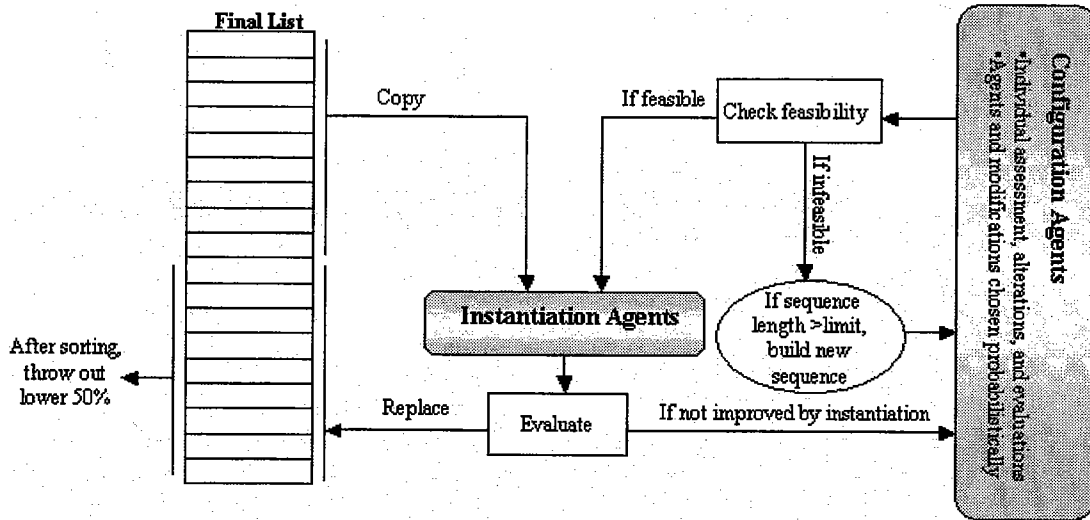 Final List
Copy
If feasible
Check feasibility
If infeasible
Configuration Agents
•Individual assessment, alterations, and evaluations
•Agents and modifications chosen probabilistically
Instantiation Agents
If sequence
length >limit,
build new
sequence
After sorting,
throw out
lower 50%
Replace
Evaluate
If not improved by instantiation